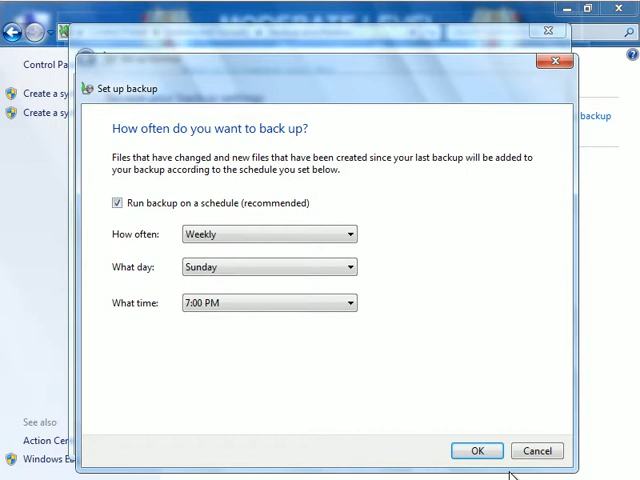 MODERATE LEVEL
Control Pa
Create a sy
Create a sy
backup
Set up backup
How often do you want to back up?
Files that have changed and new files that have been created since your last backup will be added to
your backup according to the schedule you set below.
Run backup on a schedule (recommended)
How often: Weekly
What day: Sunday
What time: 7:00 PM
OK Cancel
See also
Action Cen
Windows Ea